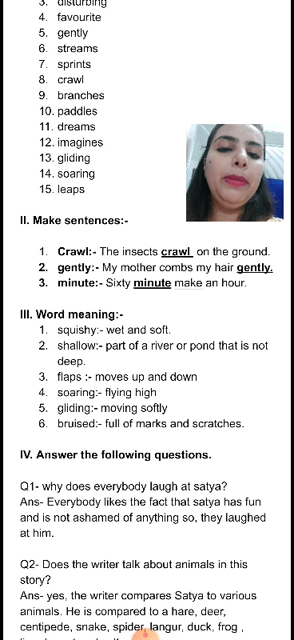 3. disturbing
4. favourite
5. gently
6. streams
7. sprints
8. crawl
9. branches
10. paddles
11. dreams
12. imagines
13. gliding
14. soaring
15. leaps
II. Make sentences:-
1. Crawl:- The insects crawl on the ground.
2. gently:- My mother combs my hair gently.
3. minute:- Sixty minute make an hour.
III. Word meaning:-
1. squishy:- wet and soft.
2. shallow:- part of a river or pond that is not
deep.
3. flaps :- moves up and down
4. soaring:- flying high
5. gliding:- moving softly
6. bruised:- full of marks and scratches.
IV. Answer the following questions.
Q1- why does everybody laugh at satya?
Ans- Everybody likes the fact that satya has fun
and is not ashamed of anything so, they laughed
at him.
Q2- Does the writer talk about animals in this
story?
Ans- yes, the writer compares Satya to various
animals. He is compared to a hare, deer,
centipede, snake, spider, langur, duck, frog ,